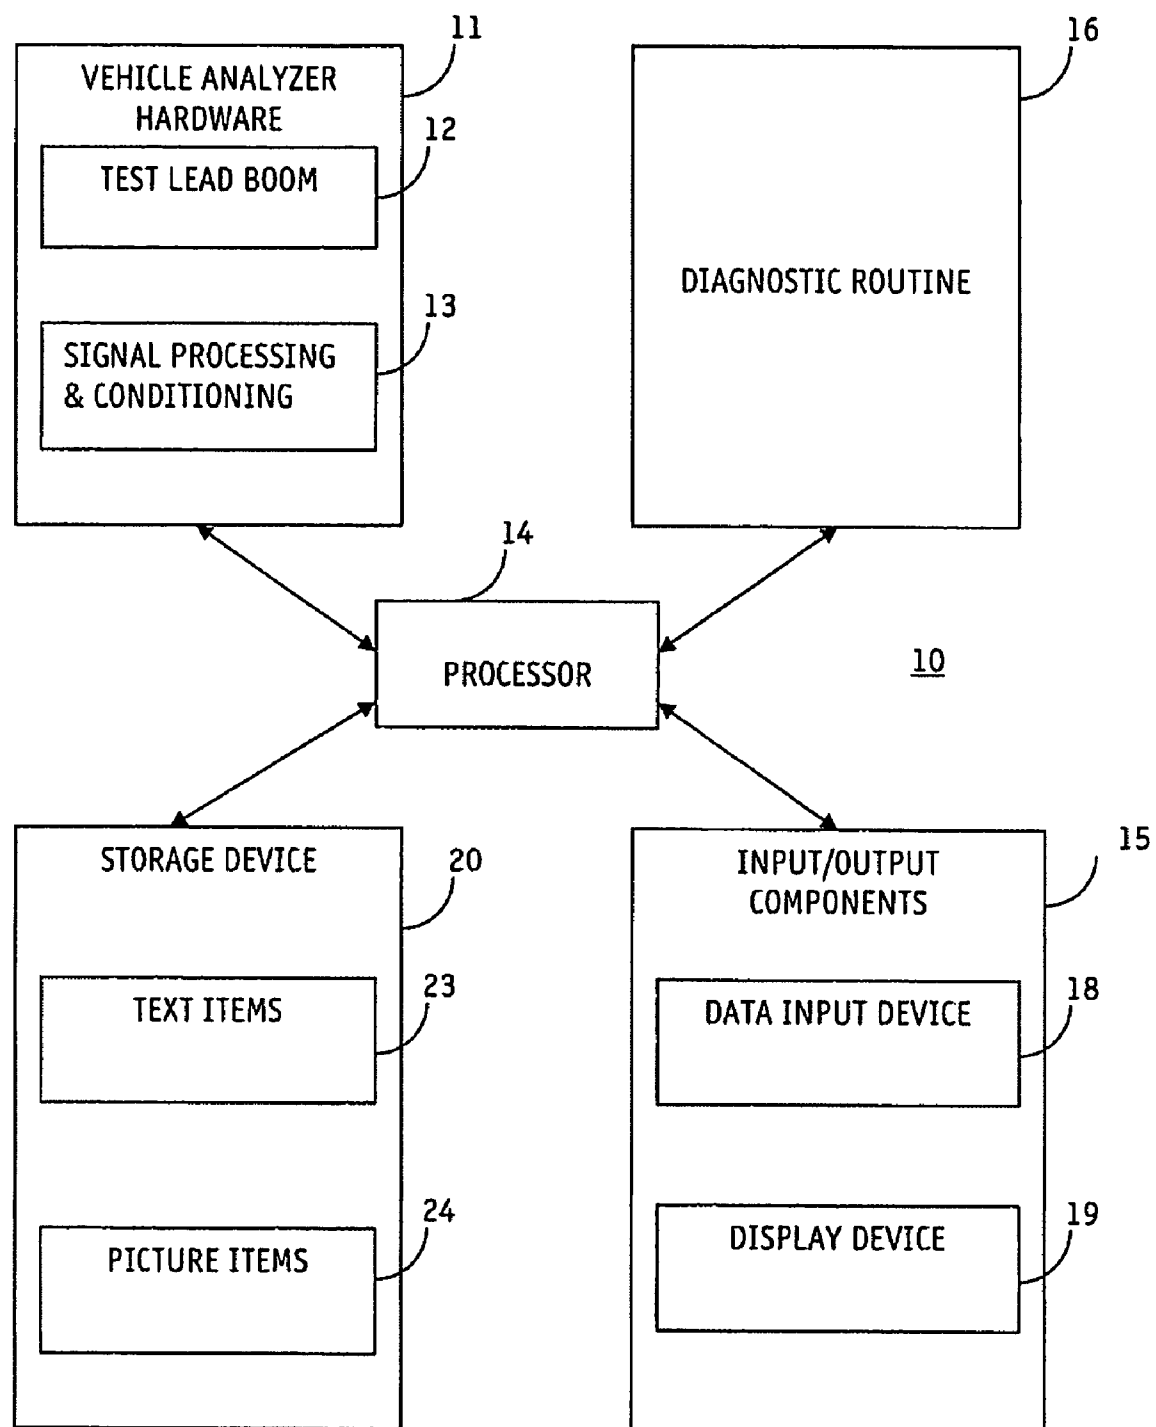 11
VEHICLE ANALYZER
HARDWARE
12
TEST LEAD BOOM
13
SIGNAL PROCESSING
& CONDITIONING
16
DIAGNOSTIC ROUTINE
14
PROCESSOR
10
STORAGE DEVICE
20
TEXT ITEMS
23
PICTURE ITEMS
24
15
INPUT/OUTPUT
COMPONENTS
18
DATA INPUT DEVICE
19
DISPLAY DEVICE